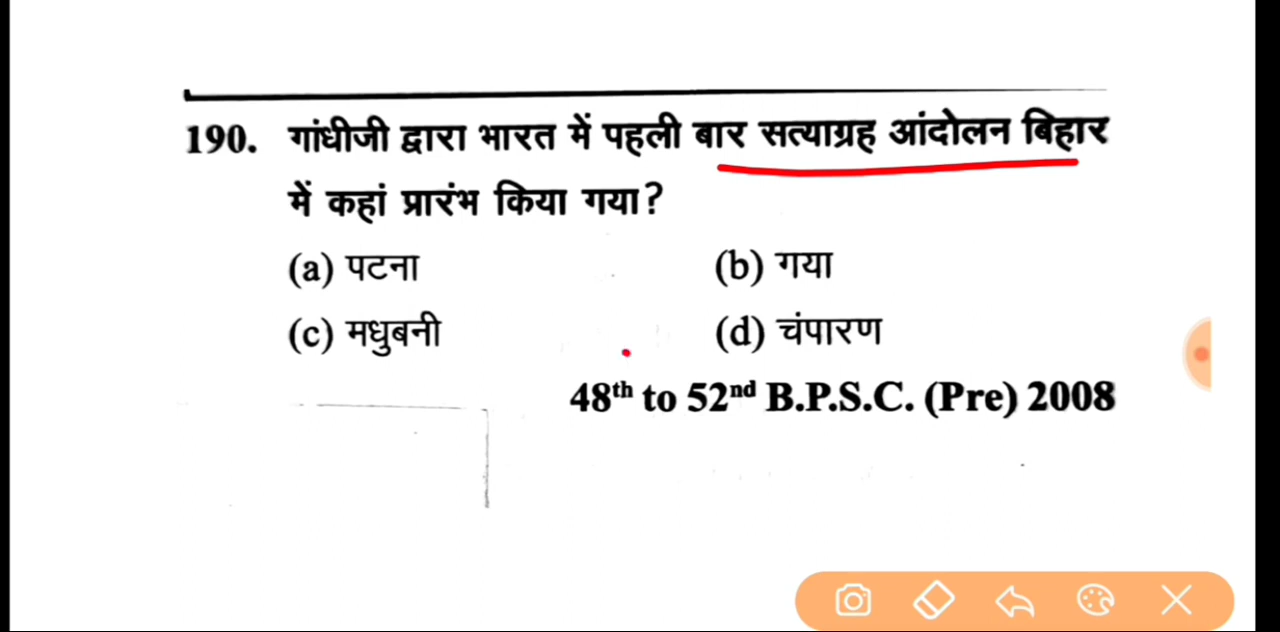 190. गांधीजी द्वारा भारत में पहली बार सत्याग्रह आंदोलन बिहार
में कहां प्रारंभ किया गया?
(a) पटना (b) गया
(c) मधुबनी (d) चंपारण
48th to 52nd B.P.S.C. (Pre) 2008